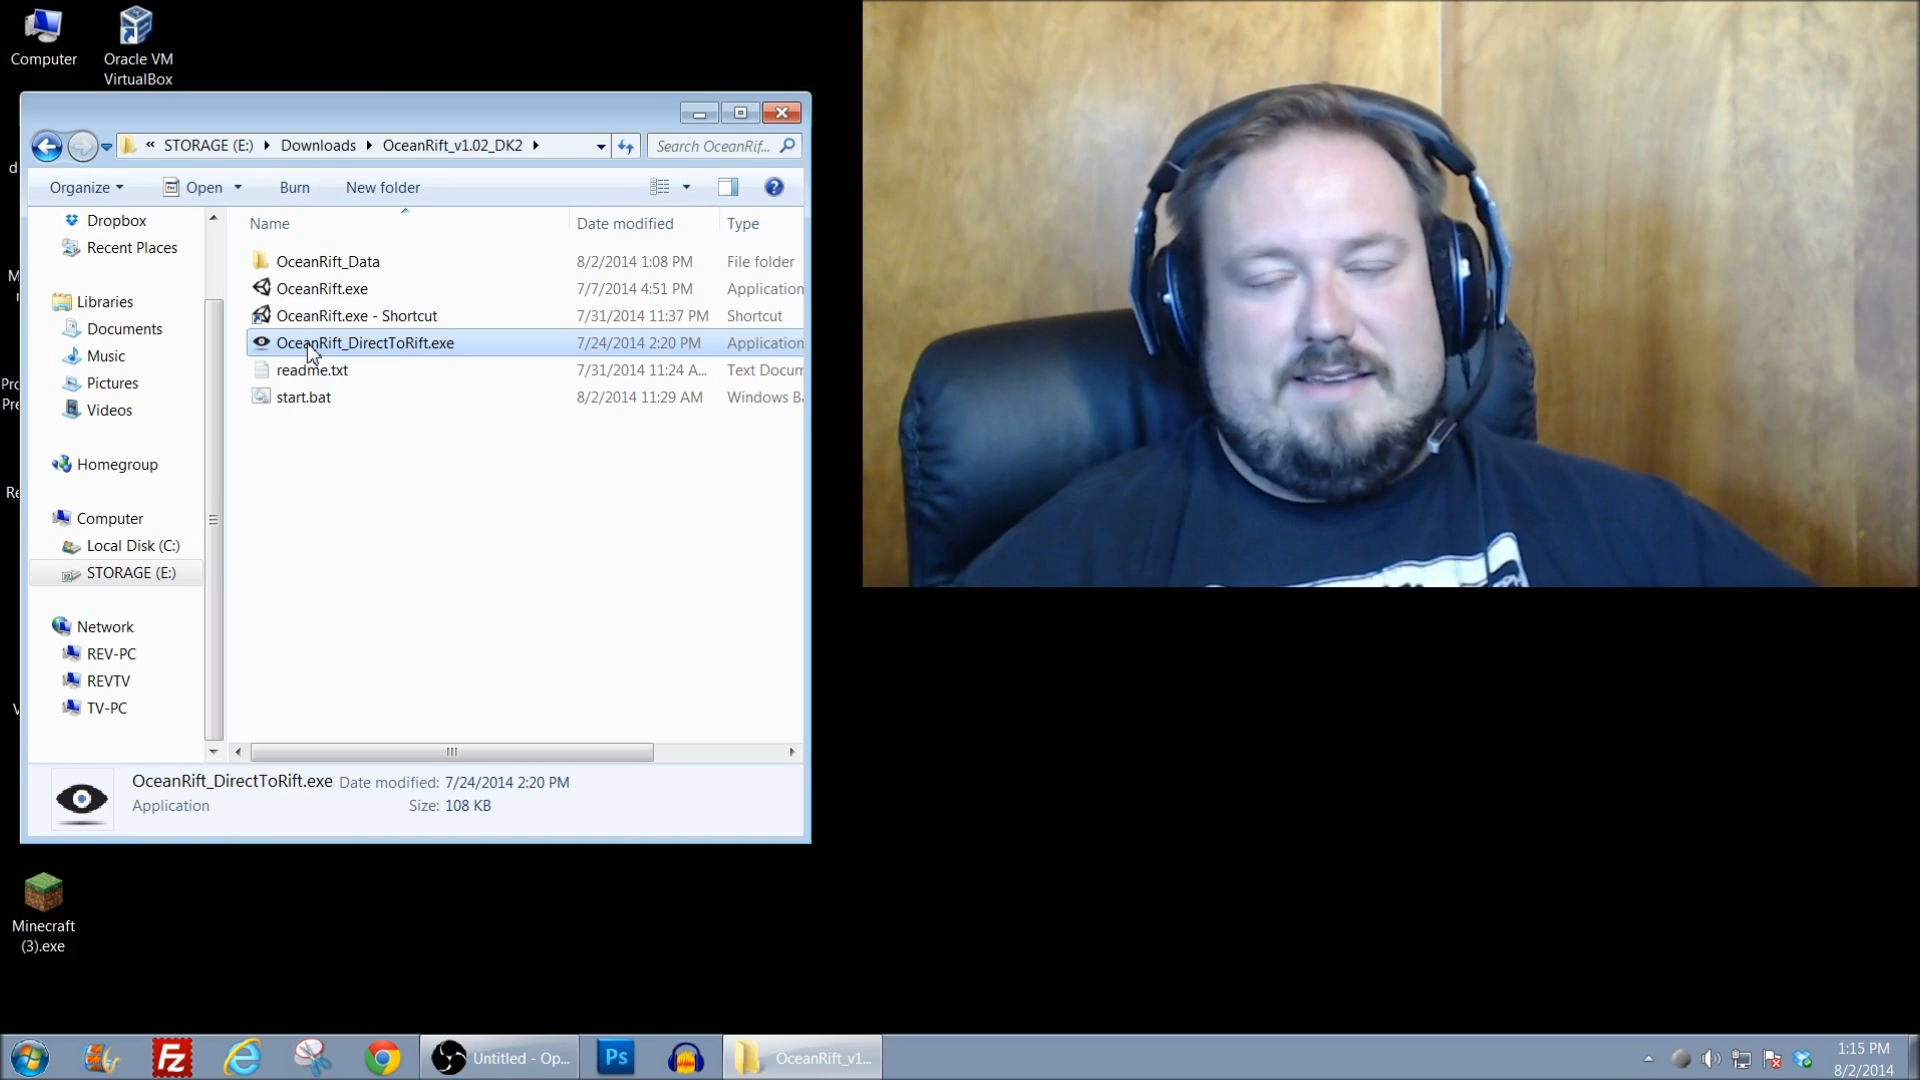 Computer
Oracle VM
VirtualBox
« STORAGE (E:) Downloads OceanRift_v1.02_DK2
Search OceanRif...
Organize Open Burn New folder
Name Date modified Type
Dropbox
Recent Places
Libraries
Documents
Music
Pictures
Videos
Homegroup
Computer
Local Disk (C:)
STORAGE (E:)
Network
REV-PC
REVTV
TV-PC
OceanRift_Data 8/2/2014 1:08 PM File folder
OceanRift.exe 7/7/2014 4:51 PM Application
OceanRift.exe - Shortcut 7/31/2014 11:37 PM Shortcut
OceanRift_DirectToRift.exe 7/24/2014 2:20 PM Application
readme.txt 7/31/2014 11:24 A... Text Docum
start.bat 8/2/2014 11:29 AM Windows Ba
OceanRift_DirectToRift.exe Date modified: 7/24/2014 2:20 PM
Application Size: 108 KB
Minecraft
(3).exe
Fz
Untitled - Op...
Ps
OceanRift_v1...
1:15 PM
8/2/2014